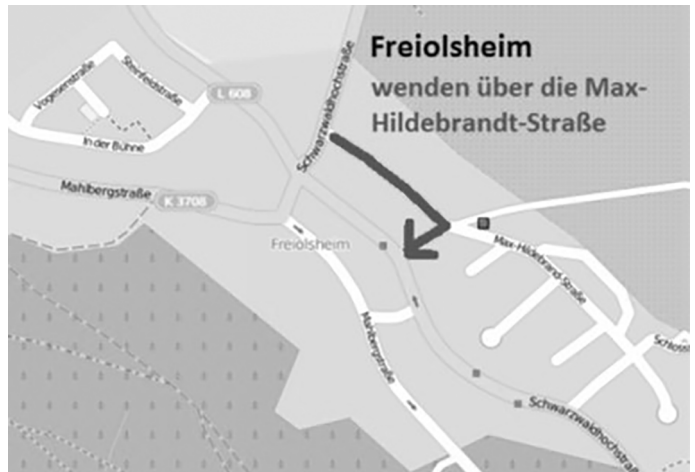 Freiolsheim
wenden über die Max-
Hildebrandt-Straße
Steinfeldstraße
Vogesenstraße
L 608
In der Bühne
Schwarzwaldhochstraße
Mahlbergstraße
K 3708
Freiolsheim
Max-Hildebrand-Straße
Mahlbergstraße
Schlosst
Schwarzwaldhochstraße